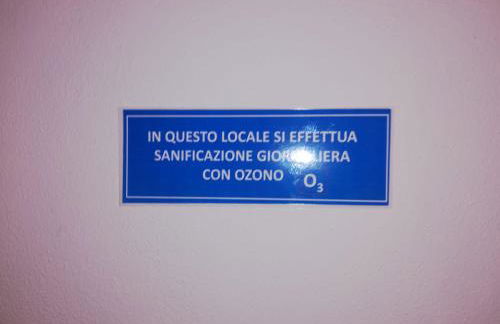 IN QUESTO LOCALE SI EFFETTUA
SANIFICAZIONE GIORNALIERA
CON OZONO O₃